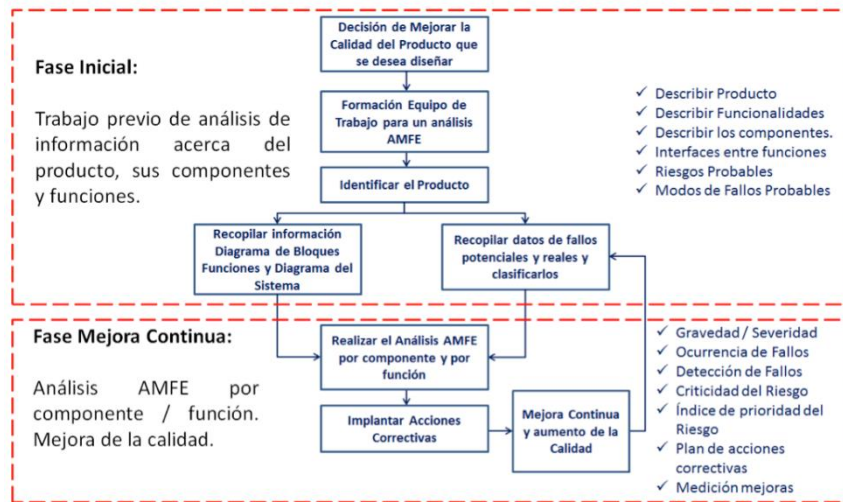 Decisión de Mejorar la
Calidad del Producto que
se desea diseñar
Fase Inicial:
Trabajo previo de análisis de
información acerca del
producto, sus componentes
y funciones.
Formación Equipo de
Trabajo para un análisis
AMFE
Identificar el Producto
✓ Describir Producto
✓ Describir Funcionalidades
✓ Describir los componentes.
✓ Interfaces entre funciones
✓ Riesgos Probables
✓ Modos de Fallos Probables
Recopilar información
Diagrama de Bloques
Funciones y Diagrama del
Sistema
Recopilar datos de fallos
potenciales y reales y
clasificarlos
Fase Mejora Continua:
Análisis AMFE por
componente / función.
Mejora de la calidad.
Realizar el Análisis AMFE
por componente y por
función
Implantar Acciones
Correctivas
Mejora Continua
y aumento de la
Calidad
✓ Gravedad / Severidad
✓ Ocurrencia de Fallos
✓ Detección de Fallos
✓ Criticidad del Riesgo
✓ Índice de prioridad del
Riesgo
✓ Plan de acciones
correctivas
✓ Medición mejoras